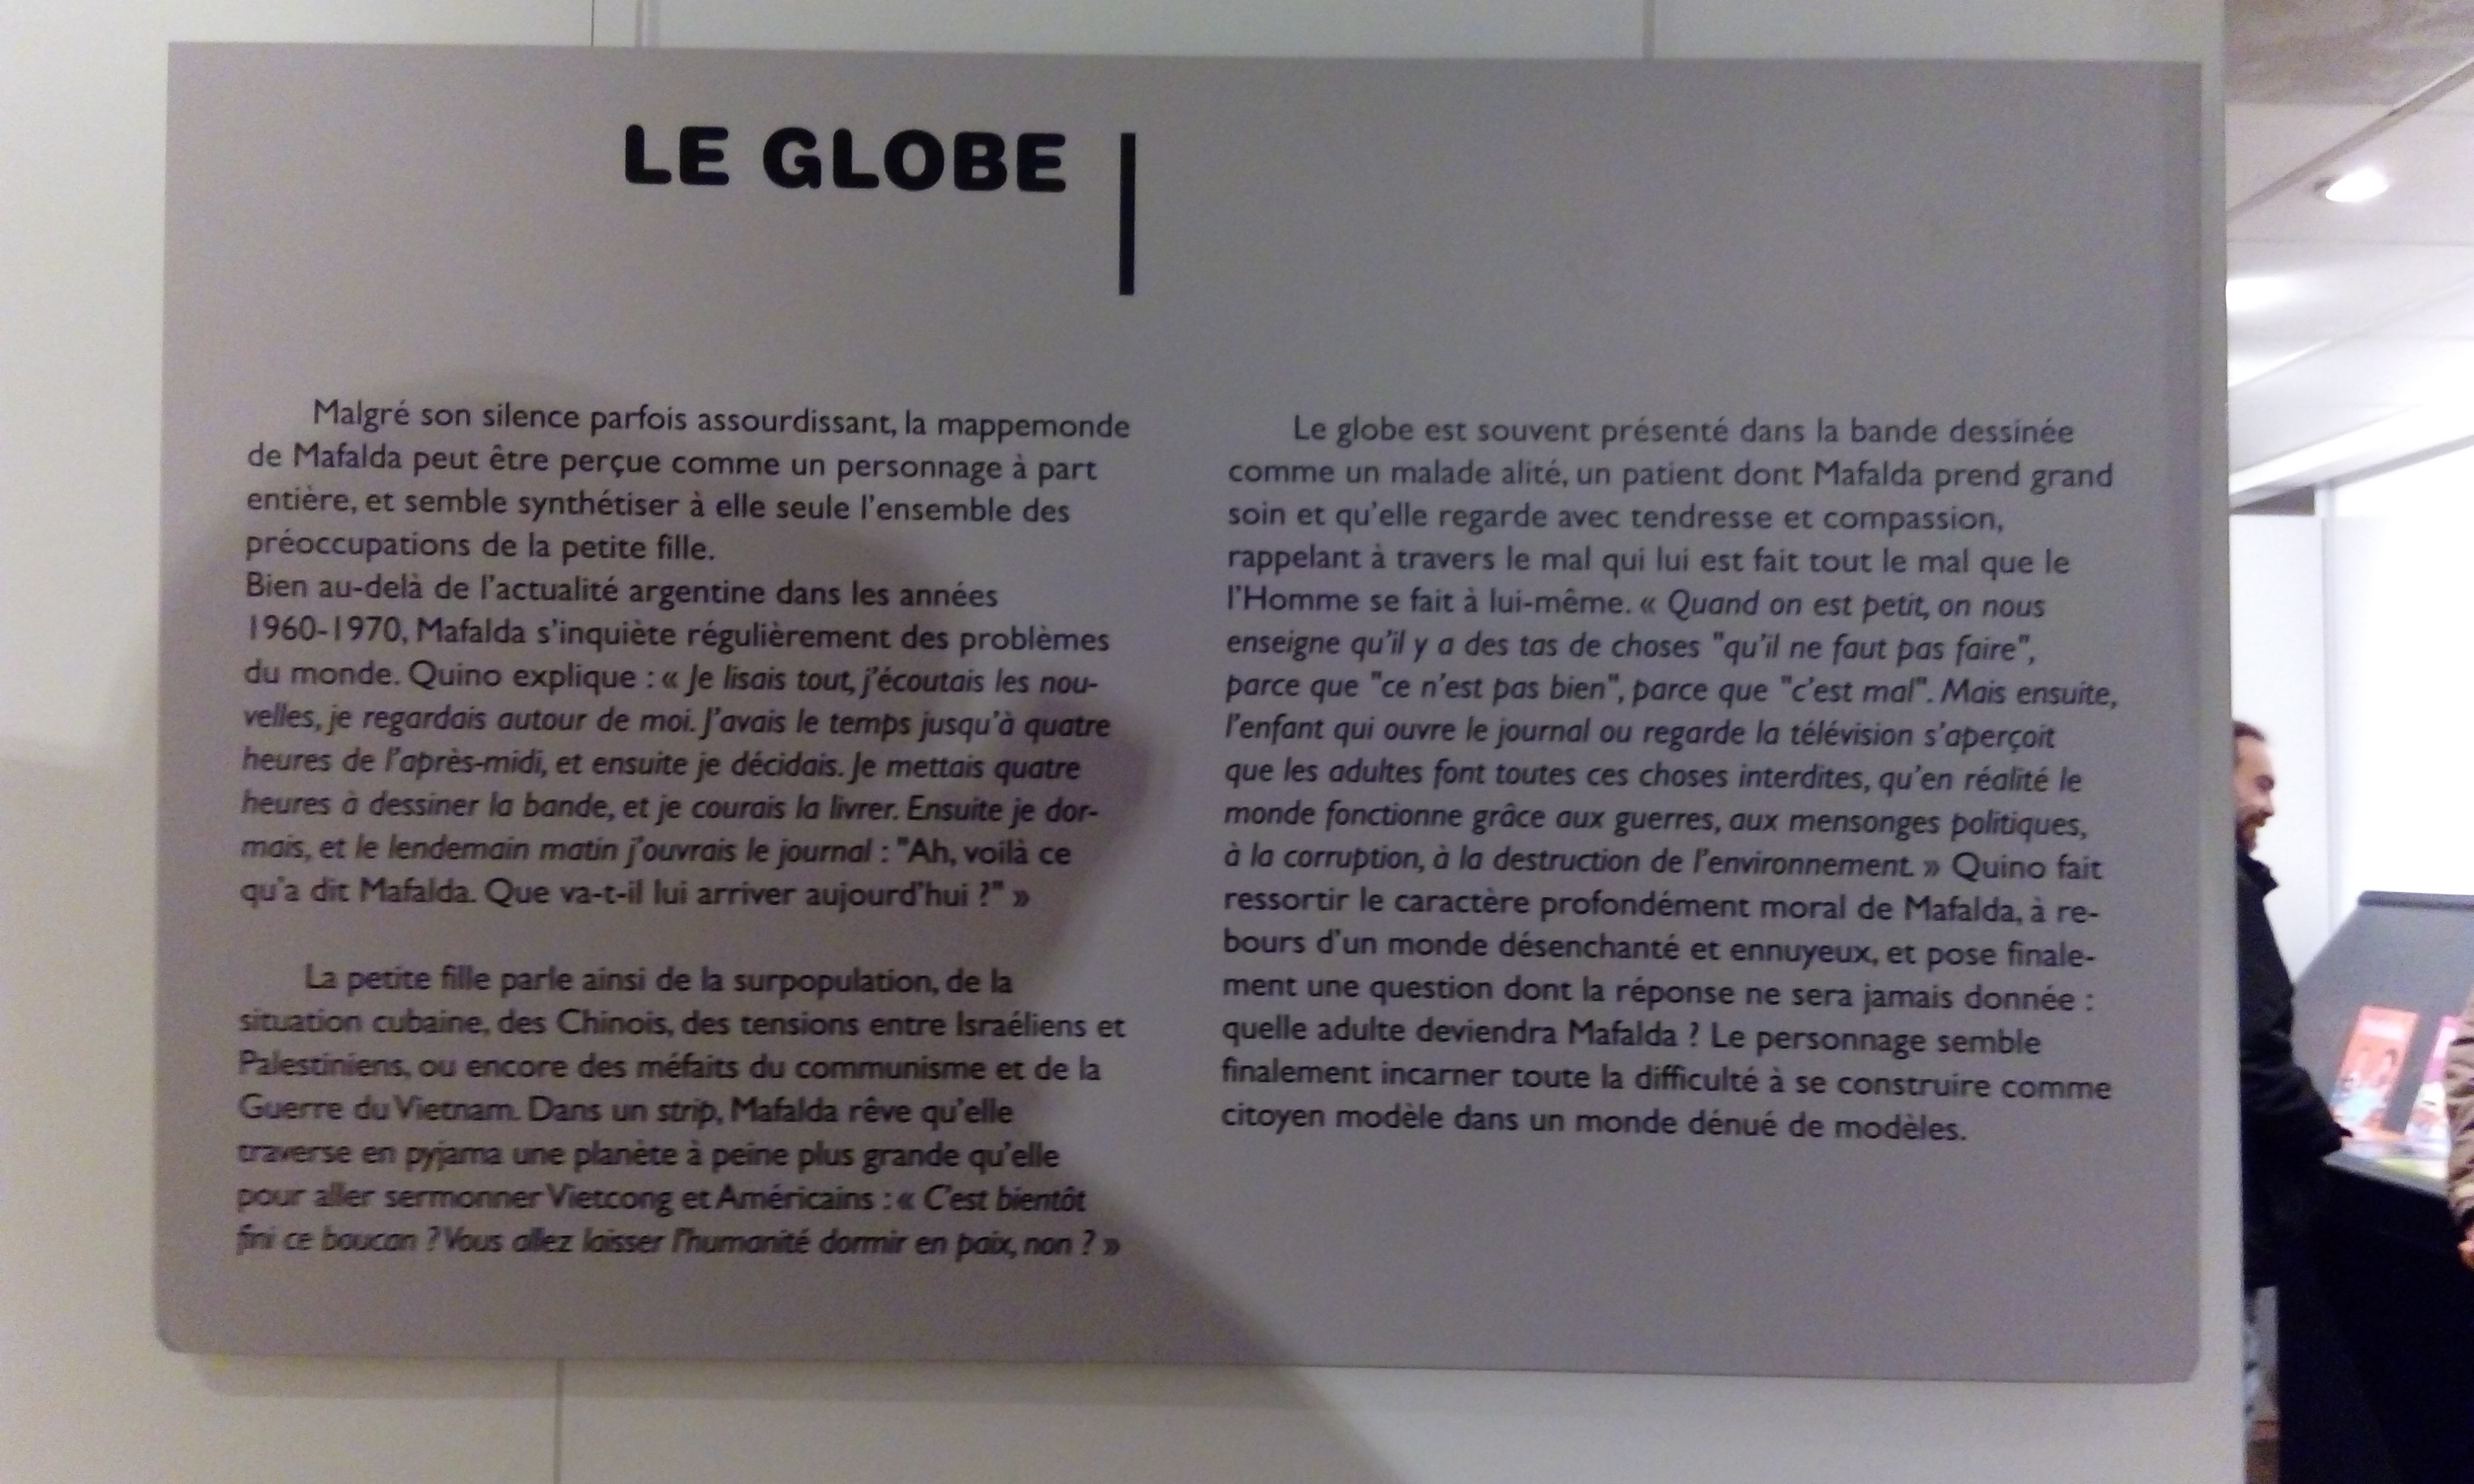 LE GLOBE
Malgré son silence parfois assourdissant, la mappemonde
de Mafalda peut être perçue comme un personnage à part
entière, et semble synthétiser à elle seule l'ensemble des
préoccupations de la petite fille.
Bien au-delà de l'actualité argentine dans les années
1960-1970, Mafalda s'inquiète régulièrement des problèmes
du monde. Quino explique : « Je lisais tout, j'écoutais les nou-
velles, je regardais autour de moi. J'avais le temps jusqu'à quatre
heures de l'après-midi, et ensuite je décidais. Je mettais quatre
heures à dessiner la bande, et je courais la livrer. Ensuite je dor-
mais, et le lendemain matin j'ouvrais le journal : "Ah, voilà ce
qu'a dit Mafalda. Que va-t-il lui arriver aujourd'hui ?" »
La petite fille parle ainsi de la surpopulation, de la
situation cubaine, des Chinois, des tensions entre Israéliens et
Palestiniens, ou encore des méfaits du communisme et de la
Guerre du Vietnam. Dans un strip, Mafalda rêve qu'elle
traverse en pyjama une planète à peine plus grande qu'elle
pour aller sermonner Vietcong et Américains : « C'est bientôt
fini ce boucan ? Vous allez laisser l'humanité dormir en paix, non ? »
Le globe est souvent présenté dans la bande dessinée
comme un malade alité, un patient dont Mafalda prend grand
soin et qu'elle regarde avec tendresse et compassion,
rappelant à travers le mal qui lui est fait tout le mal que le
l'Homme se fait à lui-même. « Quand on est petit, on nous
enseigne qu'il y a des tas de choses "qu'il ne faut pas faire",
parce que "ce n'est pas bien", parce que "c'est mal". Mais ensuite,
l'enfant qui ouvre le journal ou regarde la télévision s'aperçoit
que les adultes font toutes ces choses interdites, qu'en réalité le
monde fonctionne grâce aux guerres, aux mensonges politiques,
à la corruption, à la destruction de l'environnement. » Quino fait
ressortir le caractère profondément moral de Mafalda, à re-
bours d'un monde désenchanté et ennuyeux, et pose finale-
ment une question dont la réponse ne sera jamais donnée :
quelle adulte deviendra Mafalda ? Le personnage semble
finalement incarner toute la difficulté à se construire comme
citoyen modèle dans un monde dénué de modèles.